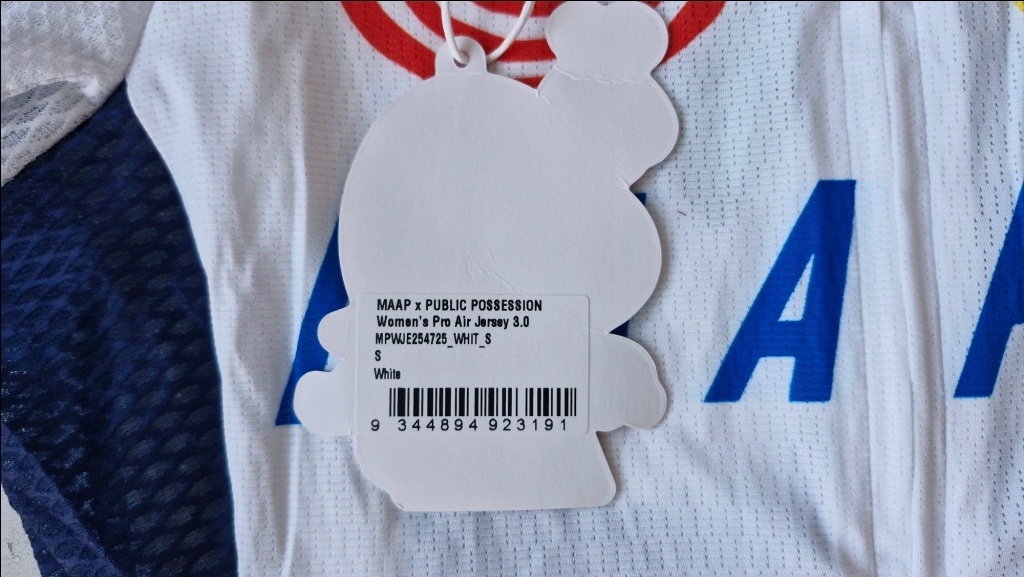 MAAP x PUBLIC POSSESSION
Women's Pro Air Jersey 3.0
MPWJE254725_WHIT_S
S
White
9 344894 923191
A A